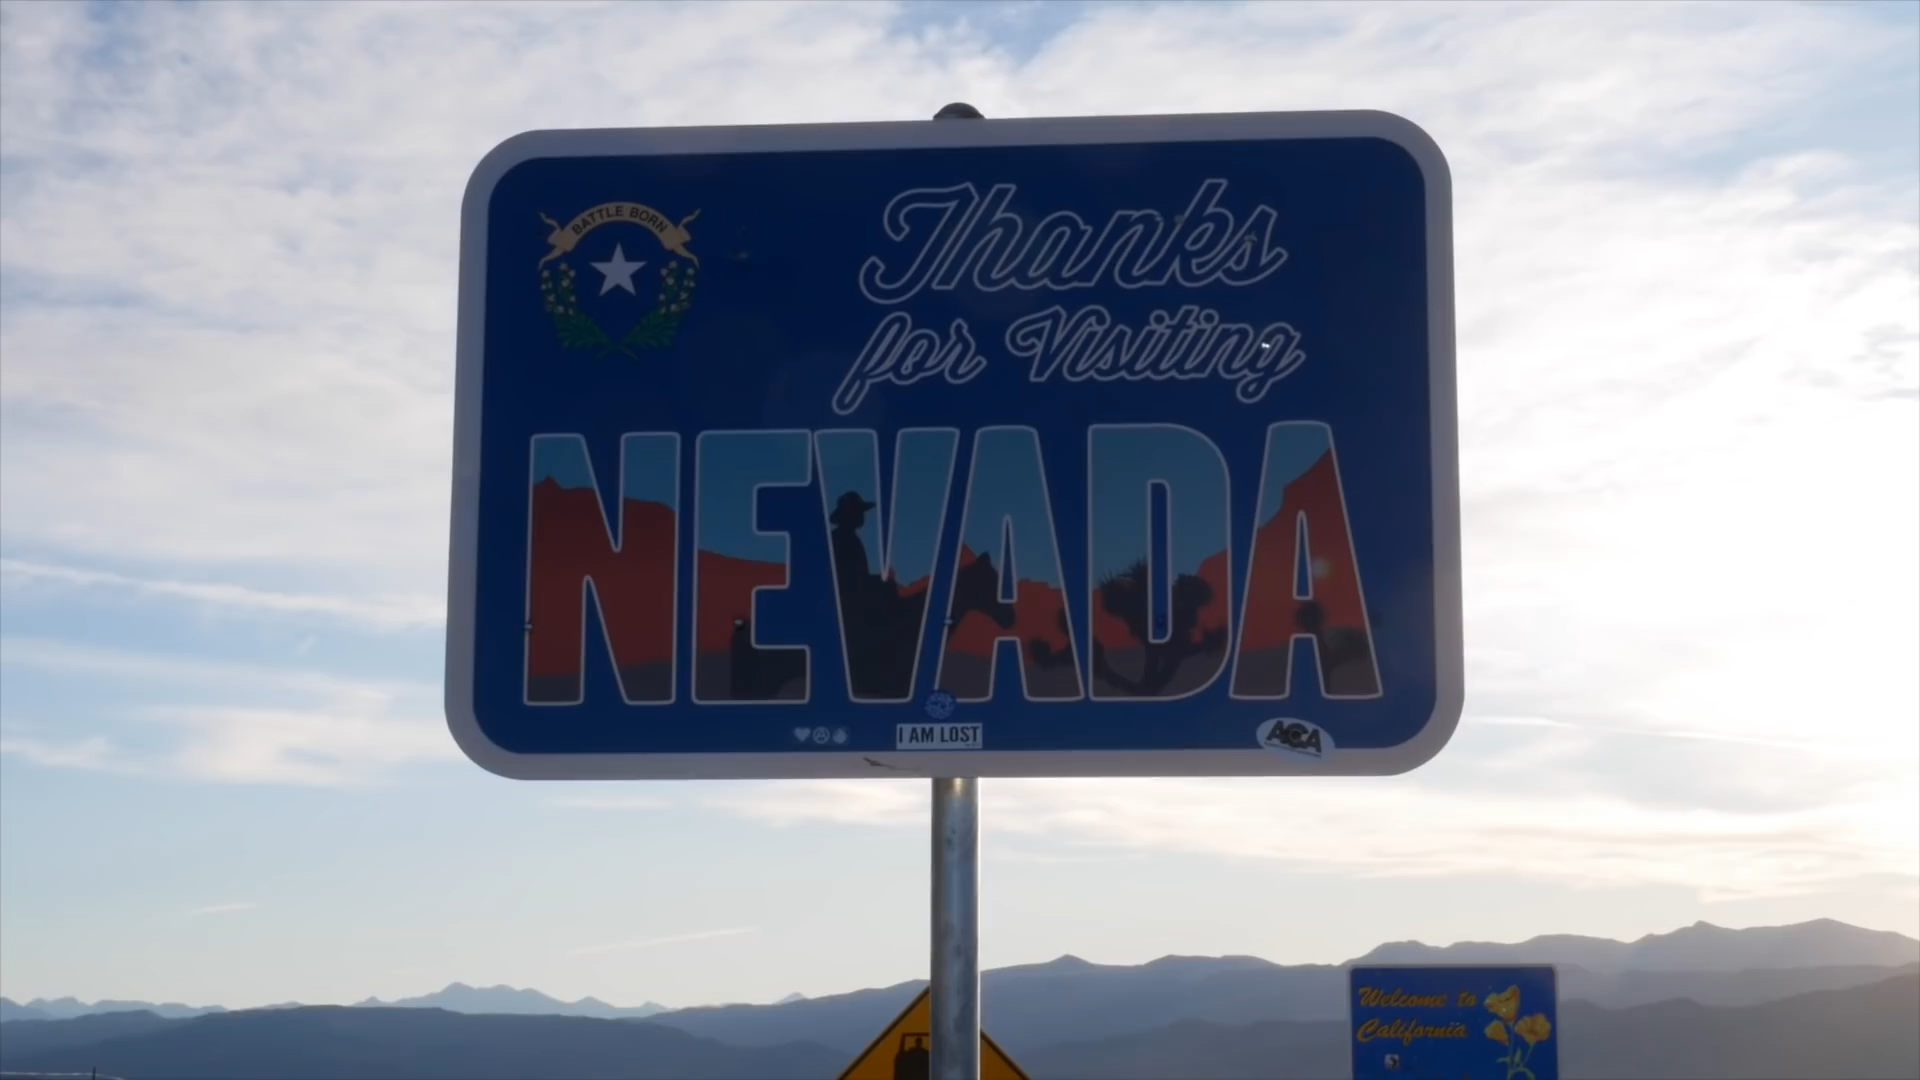 BATTLE BORN
Thanks
for Visiting
NEVADA
I AM LOST
ACA
Welcome to
California